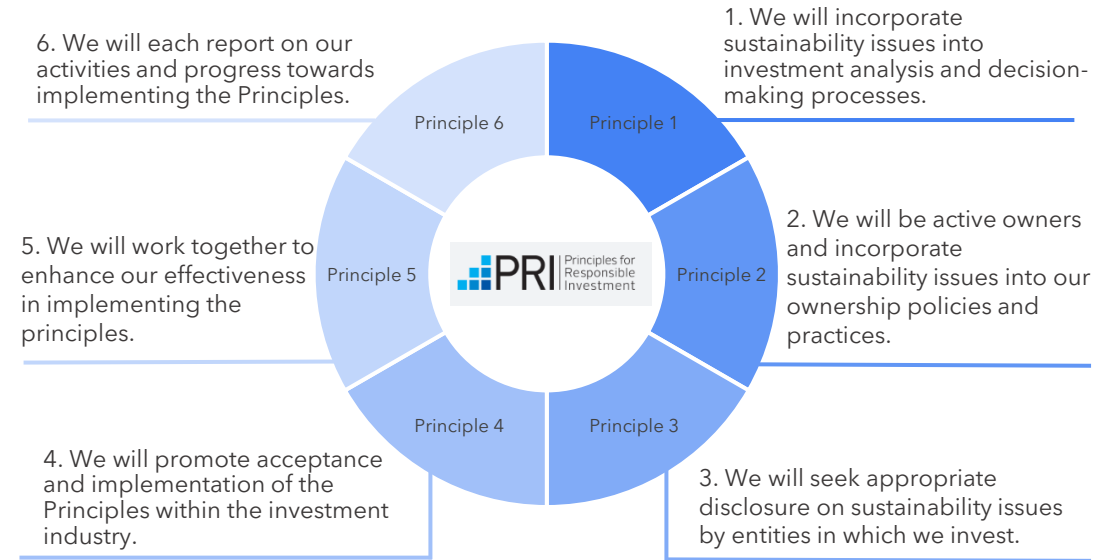 1. We will incorporate
sustainability issues into
investment analysis and decision-
making processes.
2. We will be active owners
and incorporate
sustainability issues into our
ownership policies and
practices.
3. We will seek appropriate
disclosure on sustainability issues
by entities in which we invest.
4. We will promote acceptance
and implementation of the
Principles within the investment
industry.
5. We will work together to
enhance our effectiveness
in implementing the
principles.
6. We will each report on our
activities and progress towards
implementing the Principles.
Principle 1
Principle 2
Principle 3
Principle 4
Principle 5
Principle 6
PRI
Principles for
Responsible
Investment